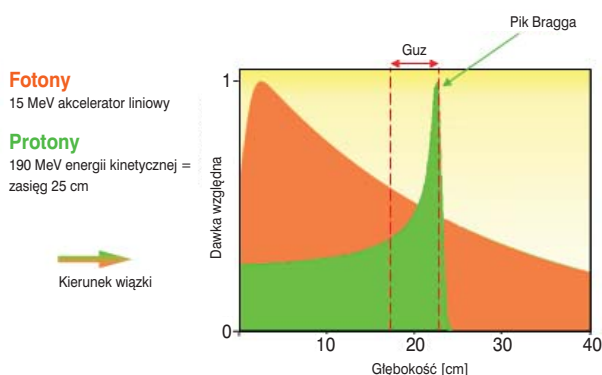 Pik Bragga
Guz
Fotony
15 MeV akcelerator liniowy
Protony
190 MeV energii kinetycznej =
zasięg 25 cm
Kierunek wiązki
Dawka względna
1
0
10
20
30
40
Głębokość [cm]